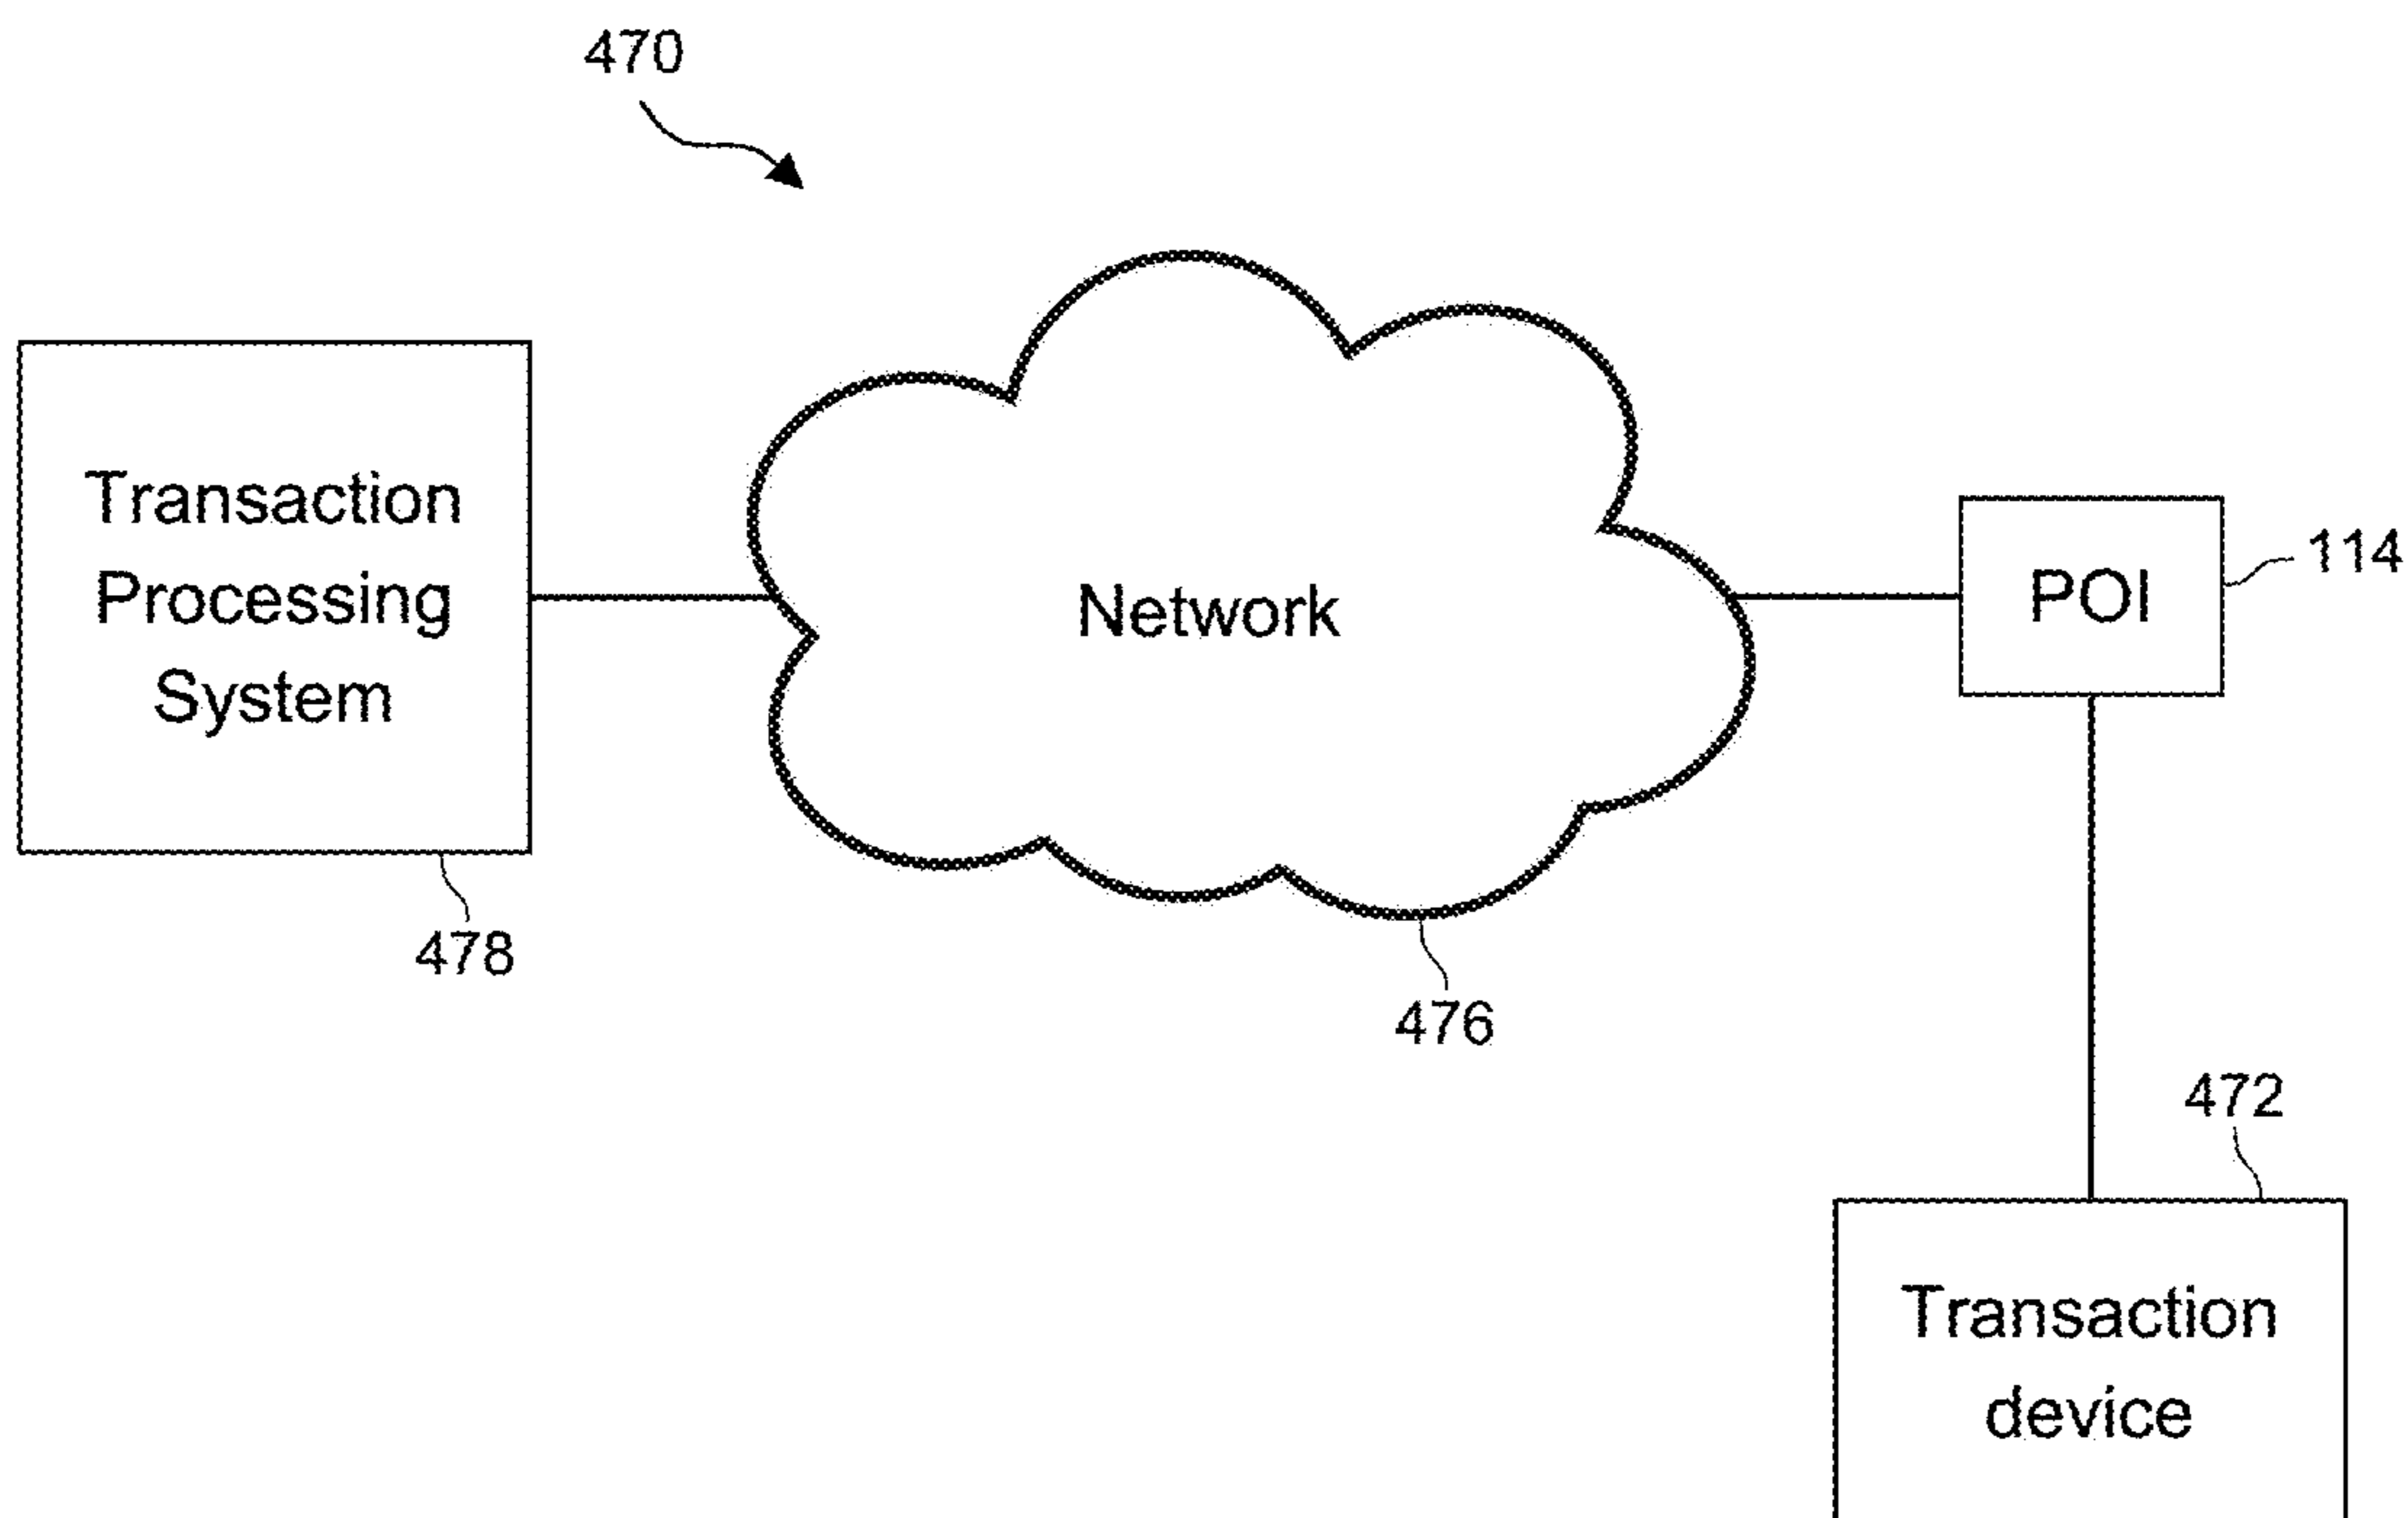 470
Transaction
Processing
System
Network
POI
114
478
476
472
Transaction
device